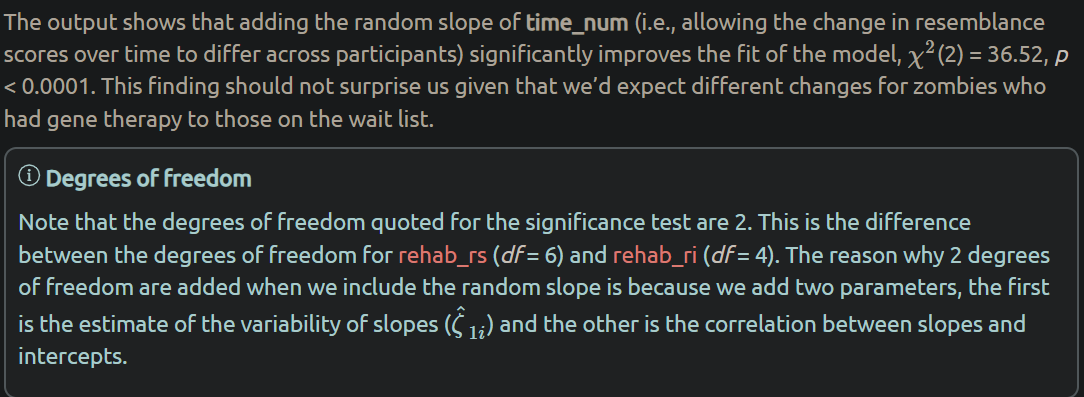 The output shows that adding the random slope of time_num (i.e., allowing the change in resemblance
scores over time to differ across participants) significantly improves the fit of the model, χ²(2) = 36.52, p
< 0.0001. This finding should not surprise us given that we'd expect different changes for zombies who
had gene therapy to those on the wait list.
Degrees of freedom
Note that the degrees of freedom quoted for the significance test are 2. This is the difference
between the degrees of freedom for rehab_rs (df = 6) and rehab_ri (df = 4). The reason why 2 degrees
of freedom are added when we include the random slope is because we add two parameters, the first
is the estimate of the variability of slopes (ζ̂ 1i) and the other is the correlation between slopes and
intercepts.